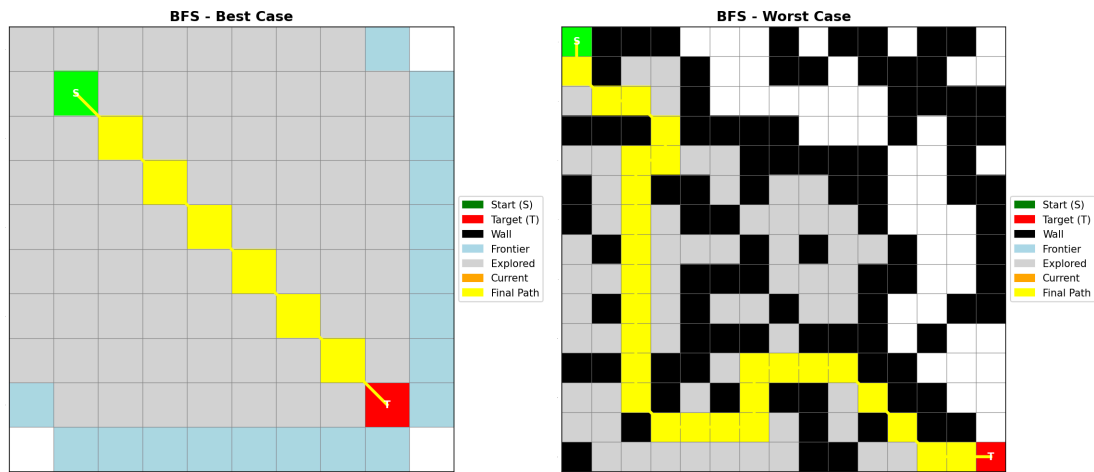 BFS - Best Case
S
T
Start (S)
Target (T)
Wall
Frontier
Explored
Current
Final Path
BFS - Worst Case
S
T
Start (S)
Target (T)
Wall
Frontier
Explored
Current
Final Path